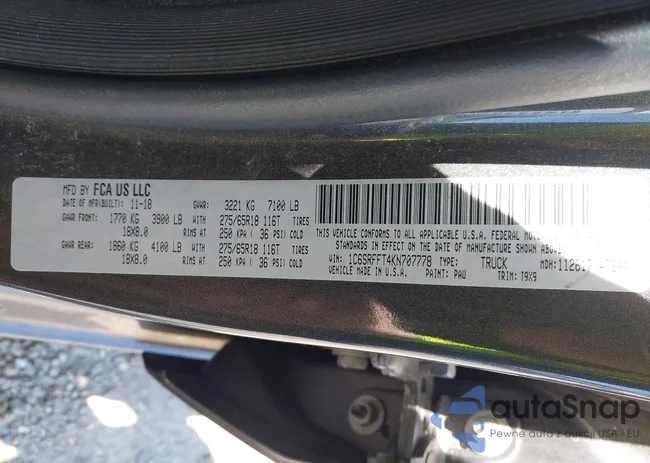 MFD BY FCA US LLC
DATE OF MFR(BUILT): 11-18 GVWR: 3221 KG 7100 LB
GAWR FRONT: 1770 KG 3900 LB WITH 275/65R18 116T TIRES
18X8.0 RIMS AT 250 KPA ( 36 PSI) COLD
GAWR REAR: 1860 KG 4100 LB WITH 275/65R18 116T TIRES
18X8.0 RIMS AT 250 KPA ( 36 PSI) COLD
THIS VEHICLE CONFORMS TO ALL APPLICABLE U.S.A. FEDERAL
STANDARDS IN EFFECT ON THE DATE OF MANUFACTURE SHOWN ABOVE
VIN: 1C6SRFFT4KN707778 TYPE: TRUCK MDH:
VEHICLE MADE IN U.S.A. PAINT: PAU TRIM: T9X9
autaSnap
Pewne auta z aukcji USA i EU